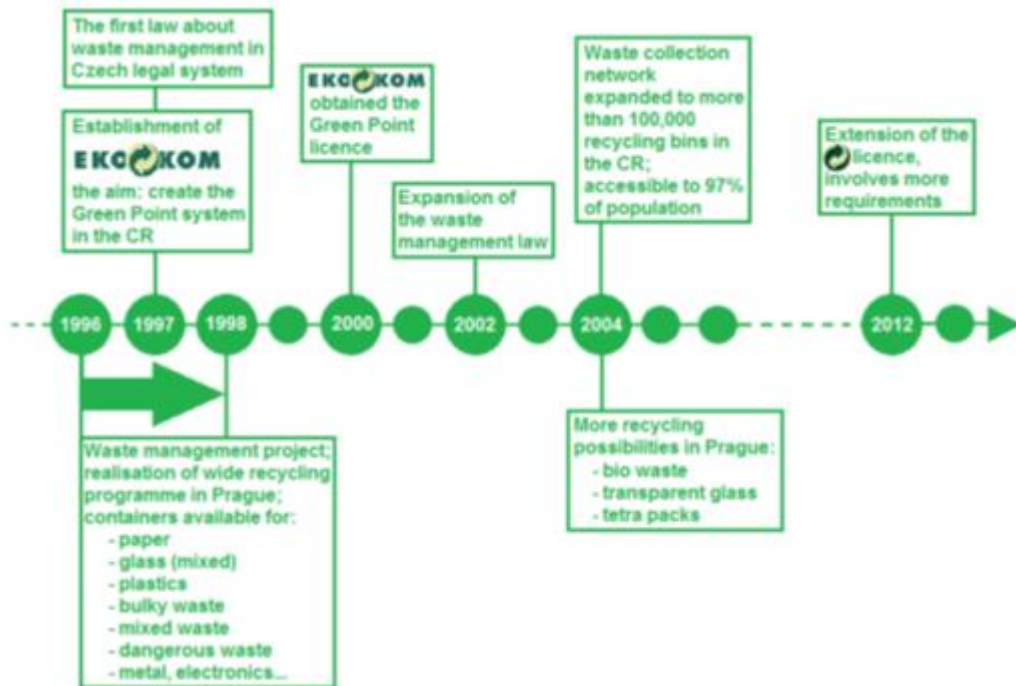 The first law about
waste management in
Czech legal system
Establishment of
EKO KOM
the aim: create the
Green Point system
in the CR
EKO KOM
obtained the
Green Point
licence
Expansion of
the waste
management law
Waste collection
network
expanded to more
than 100,000
recycling bins in
the CR;
accessible to 97%
of population
Extension of the
licence,
involves more
requirements
1996
1997
1998
2000
2002
2004
2012
Waste management project;
realisation of wide recycling
programme in Prague;
containers available for:
- paper
- glass (mixed)
- plastics
- bulky waste
- mixed waste
- dangerous waste
- metal, electronics...
More recycling
possibilities in Prague:
- bio waste
- transparent glass
- tetra packs